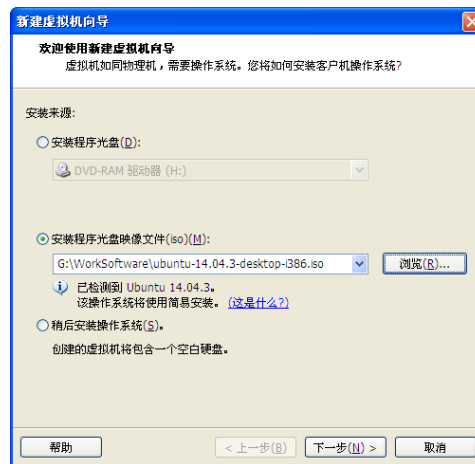 新建虚拟机向导
欢迎使用新建虚拟机向导
虚拟机如同物理机，需要操作系统。您将如何安装客户机操作系统?
安装来源:
安装程序光盘(D):
DVD-RAM 驱动器 (H:)
安装程序光盘映像文件(iso)(M):
G:\WorkSoftware\ubuntu-14.04.3-desktop-i386.iso
浏览(R)...
已检测到 Ubuntu 14.04.3。
该操作系统将使用简易安装。 (这是什么?)
稍后安装操作系统(S)。
创建的虚拟机将包含一个空白硬盘。
帮助 < 上一步(B) 下一步(N) > 取消